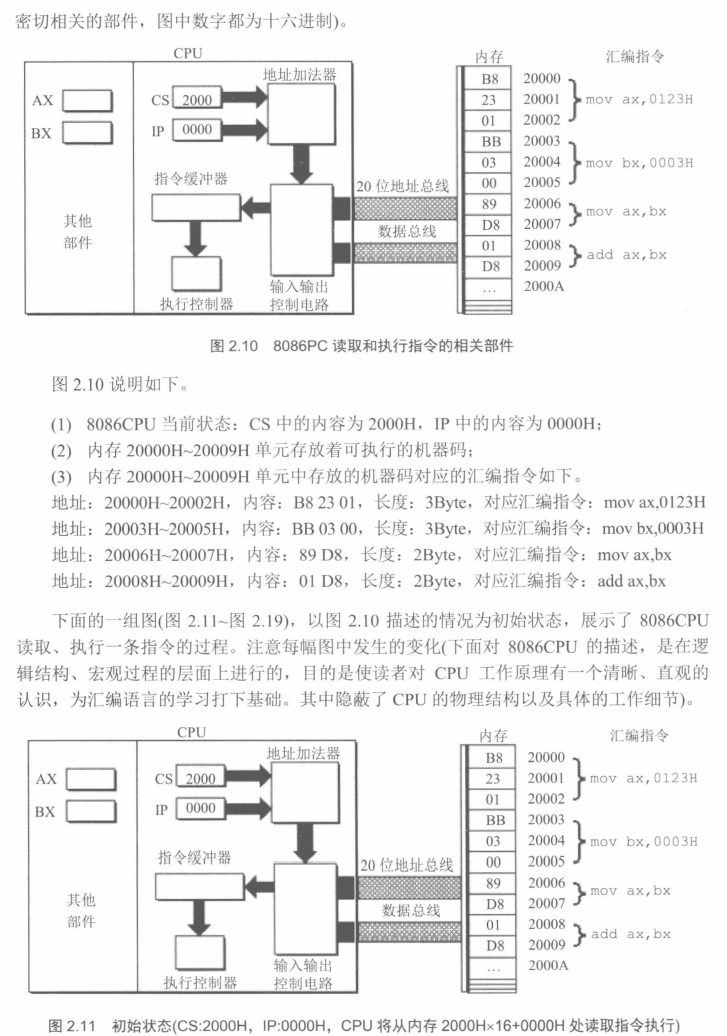 密切相关的部件，图中数字都为十六进制)。
CPU
内存
汇编指令
地址加法器
AX
BX
CS 2000
IP 0000
指令缓冲器
20 位地址总线
数据总线
其他
部件
执行控制器
输入输出
控制电路
B8 20000
23 20001 mov ax,0123H
01 20002
BB 20003
03 20004 mov bx,0003H
00 20005
89 20006 mov ax,bx
D8 20007
01 20008 add ax,bx
D8 20009
… 2000A
图 2.10 8086PC 读取和执行指令的相关部件
图 2.10 说明如下。
(1) 8086CPU 当前状态：CS 中的内容为 2000H，IP 中的内容为 0000H；
(2) 内存 20000H~20009H 单元存放着可执行的机器码；
(3) 内存 20000H~20009H 单元中存放的机器码对应的汇编指令如下。
地址：20000H~20002H，内容：B8 23 01，长度：3Byte，对应汇编指令：mov ax,0123H
地址：20003H~20005H，内容：BB 03 00，长度：3Byte，对应汇编指令：mov bx,0003H
地址：20006H~20007H，内容：89 D8，长度：2Byte，对应汇编指令：mov ax,bx
地址：20008H~20009H，内容：01 D8，长度：2Byte，对应汇编指令：add ax,bx
下面的一组图(图 2.11~图 2.19)，以图 2.10 描述的情况为初始状态，展示了 8086CPU
读取、执行一条指令的过程。注意每幅图中发生的变化(下面对 8086CPU 的描述，是在逻
辑结构、宏观过程的层面上进行的，目的是使读者对 CPU 工作原理有一个清晰、直观的
认识，为汇编语言的学习打下基础。其中隐蔽了 CPU 的物理结构以及具体的工作细节)。
CPU
内存
汇编指令
地址加法器
AX
BX
CS 2000
IP 0000
指令缓冲器
20 位地址总线
数据总线
其他
部件
执行控制器
输入输出
控制电路
B8 20000
23 20001 mov ax,0123H
01 20002
BB 20003
03 20004 mov bx,0003H
00 20005
89 20006 mov ax,bx
D8 20007
01 20008 add ax,bx
D8 20009
… 2000A
图 2.11 初始状态(CS:2000H，IP:0000H，CPU 将从内存 2000H×16+0000H 处读取指令执行)